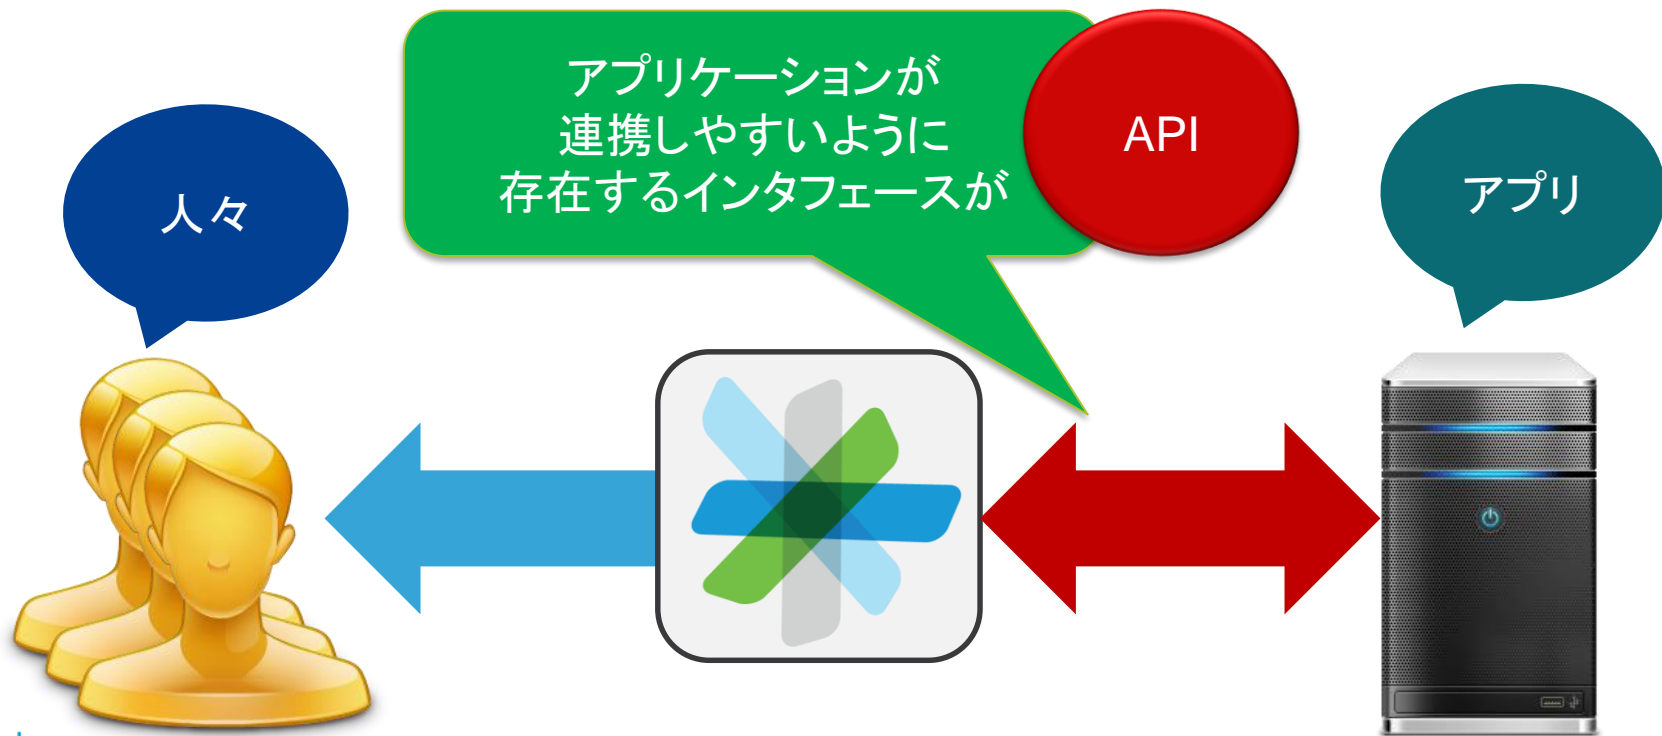 人々
アプリケーションが
連携しやすいように
存在するインタフェースが
API
アプリ